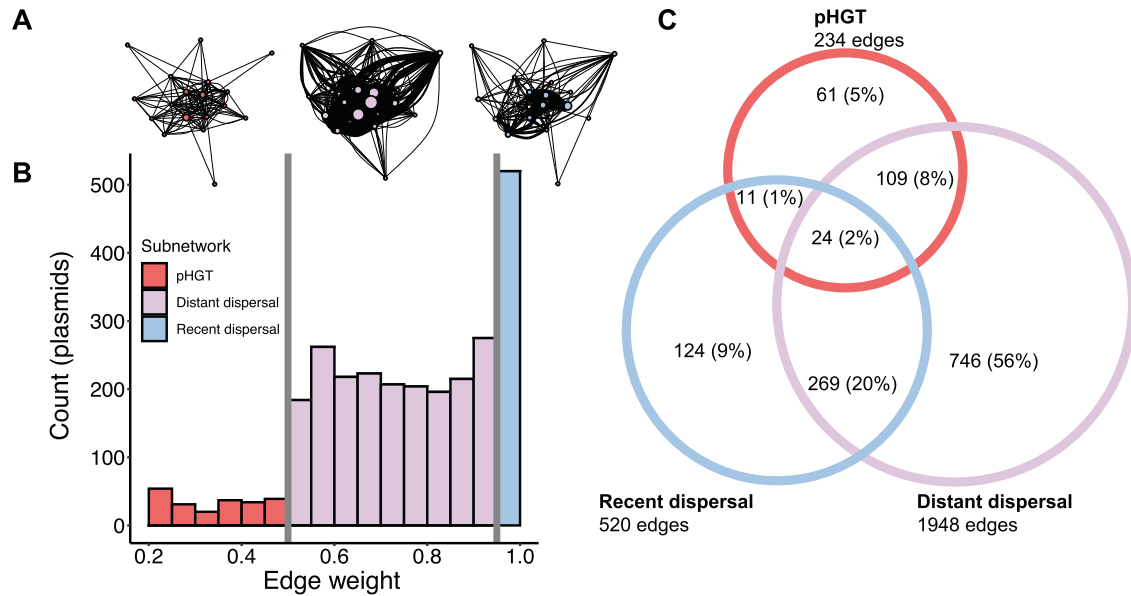 A
B
Count (plasmids)
500
400
300
200
100
0
Subnetwork
pHGT
Distant dispersal
Recent dispersal
0.2
0.4
0.6
0.8
1.0
Edge weight
C
pHGT
234 edges
61 (5%)
109 (8%)
11 (1%)
24 (2%)
124 (9%)
269 (20%)
746 (56%)
Recent dispersal
520 edges
Distant dispersal
1948 edges